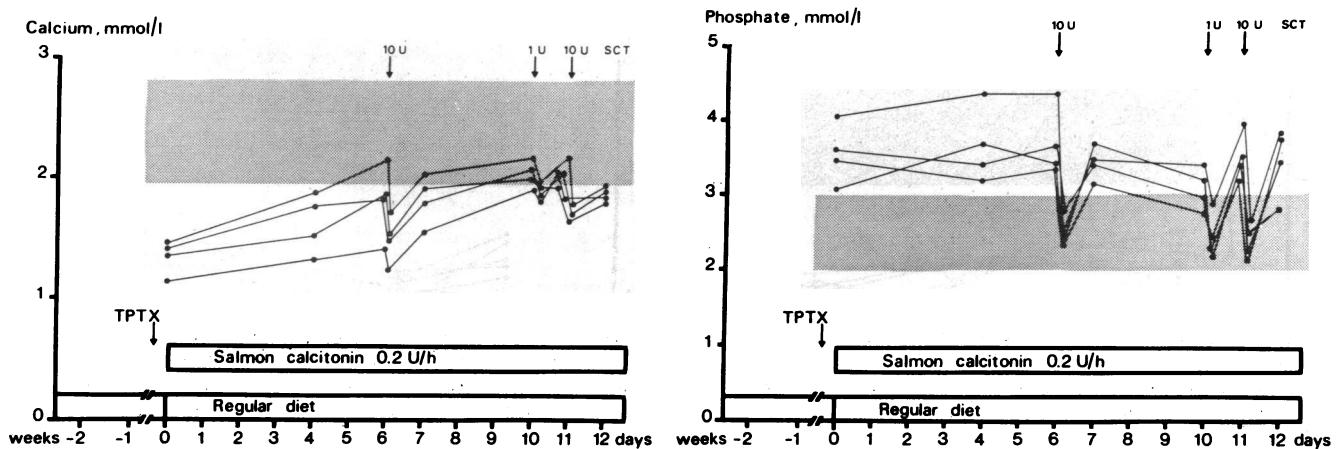 Calcium, mmol/l
10 U 1 U 10 U SCT
3
2
1
0
TPTX
Salmon calcitonin 0.2 U/h
Regular diet
weeks -2 -1 0 1 2 3 4 5 6 7 8 9 10 11 12 days
Phosphate, mmol/l
10 U 1 U 10 U SCT
5
4
3
2
1
0
TPTX
Salmon calcitonin 0.2 U/h
Regular diet
weeks -2 -1 0 1 2 3 4 5 6 7 8 9 10 11 12 days